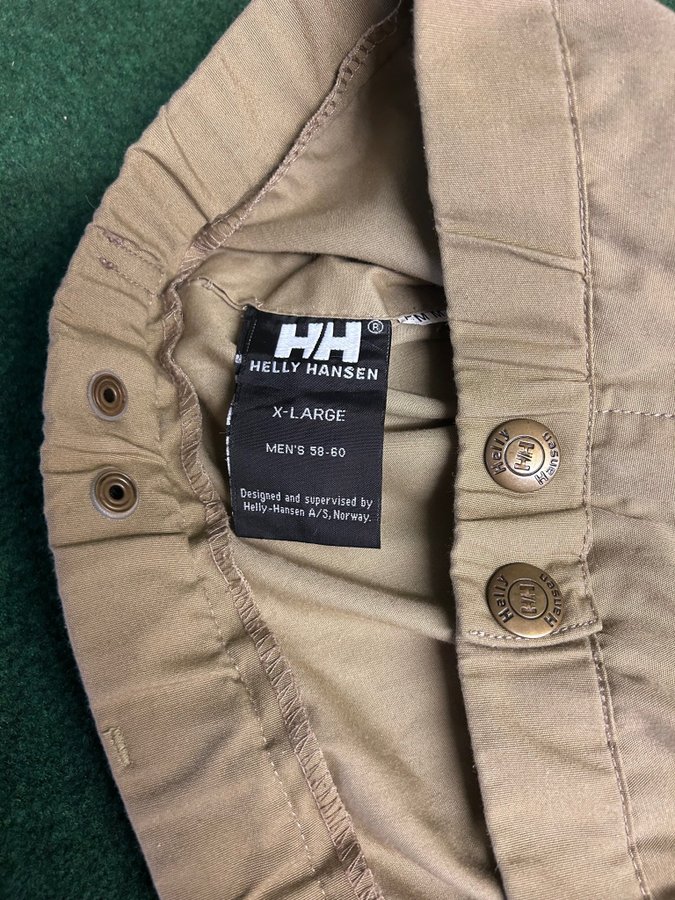 HH ®
HELLY HANSEN
X-LARGE
MEN'S 58-60
Designed and supervised by
Helly-Hansen A/S, Norway.
Helly HH Hansen
Helly HH Hansen